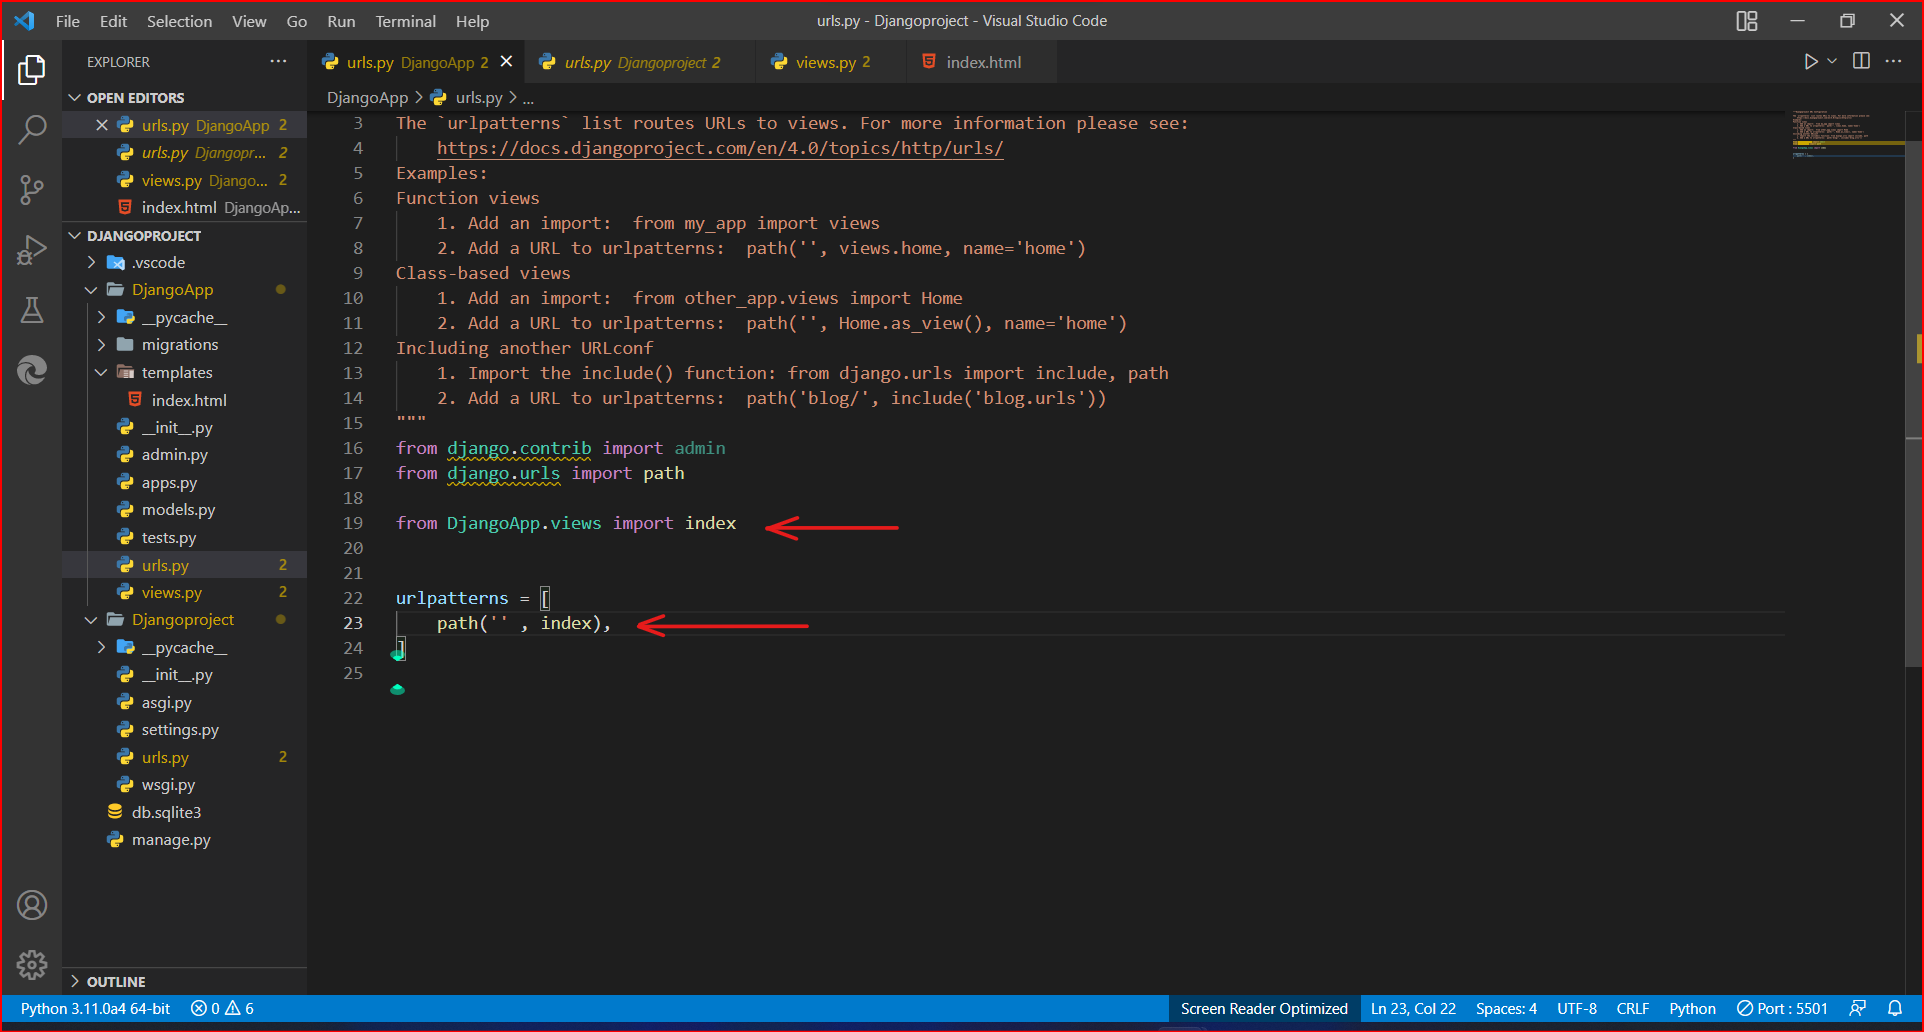 File Edit Selection View Go Run Terminal Help
urls.py - Djangoproject - Visual Studio Code
EXPLORER
OPEN EDITORS
urls.py DjangoApp 2
urls.py Djangopr... 2
views.py Django... 2
index.html DjangoAp...
DJANGOPROJECT
.vscode
DjangoApp
__pycache__
migrations
templates
index.html
__init__.py
admin.py
apps.py
models.py
tests.py
urls.py 2
views.py 2
Djangoproject
__pycache__
__init__.py
asgi.py
settings.py
urls.py 2
wsgi.py
db.sqlite3
manage.py
OUTLINE
urls.py DjangoApp 2
urls.py Djangoproject 2
views.py 2
index.html
DjangoApp > urls.py > ...
3 The `urlpatterns` list routes URLs to views. For more information please see:
4 https://docs.djangoproject.com/en/4.0/topics/http/urls/
5 Examples:
6 Function views
7 1. Add an import:  from my_app import views
8 2. Add a URL to urlpatterns:  path('', views.home, name='home')
9 Class-based views
10 1. Add an import:  from other_app.views import Home
11 2. Add a URL to urlpatterns:  path('', Home.as_view(), name='home')
12 Including another URLconf
13 1. Import the include() function: from django.urls import include, path
14 2. Add a URL to urlpatterns:  path('blog/', include('blog.urls'))
15 """
16 from django.contrib import admin
17 from django.urls import path
18
19 from DjangoApp.views import index
20
21
22 urlpatterns = [
23 path('' , index),
24 ]
25
Python 3.11.0a4 64-bit 0 6 Screen Reader Optimized Ln 23, Col 22 Spaces: 4 UTF-8 CRLF Python Port : 5501